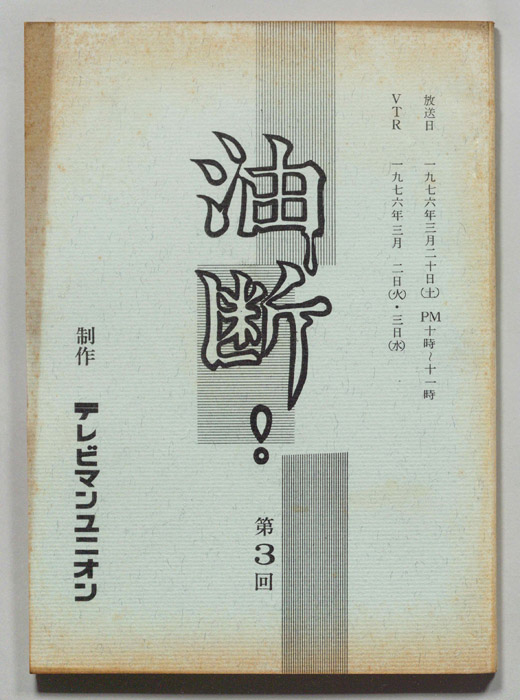 放送日　一九七六年三月二十日(土)　PM十時～十一時
VTR　一九七六年三月　二日(火)・三日(水)
油断!
第3回
制作　テレビマンユニオン